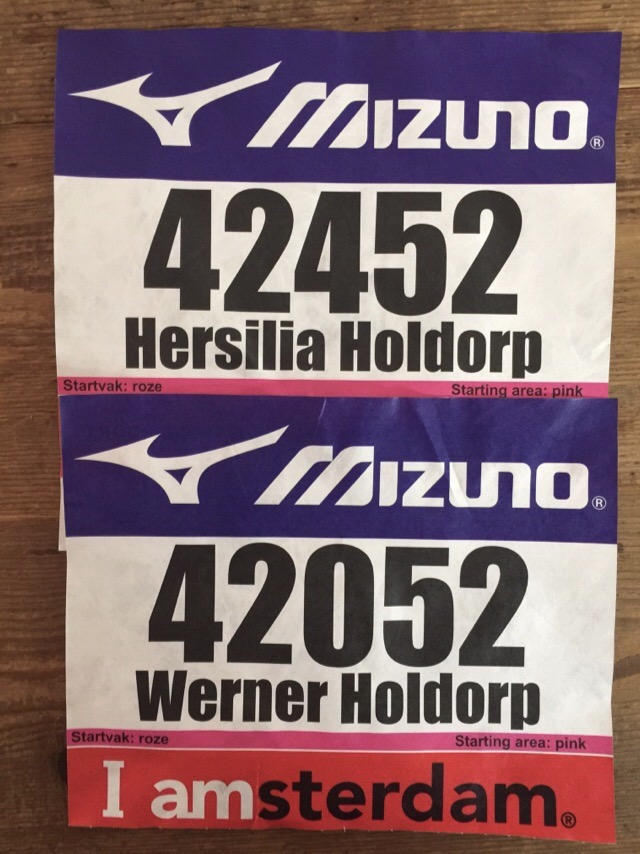 MIZUNO®
42452
Hersilia Holdorp
Startvak: roze Starting area: pink
MIZUNO®
42052
Werner Holdorp
Startvak: roze Starting area: pink
I amsterdam®